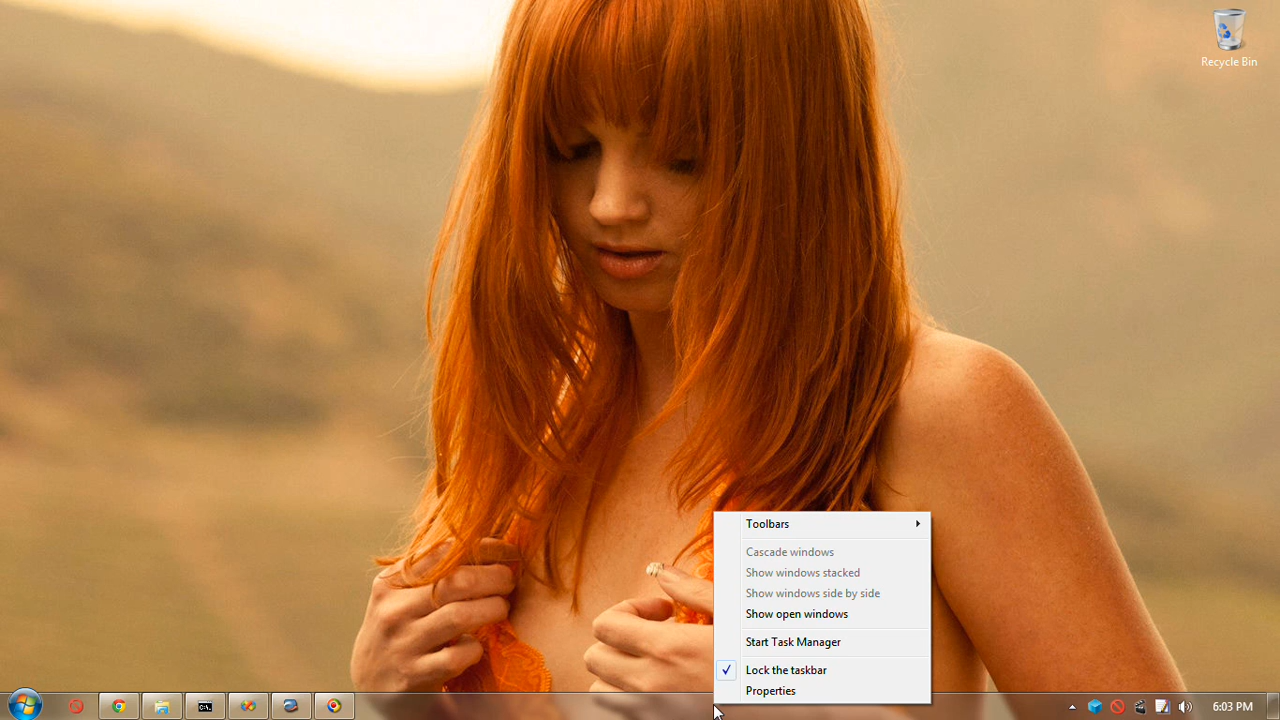 Recycle Bin
Toolbars
Cascade windows
Show windows stacked
Show windows side by side
Show open windows
Start Task Manager
Lock the taskbar
Properties
6:03 PM